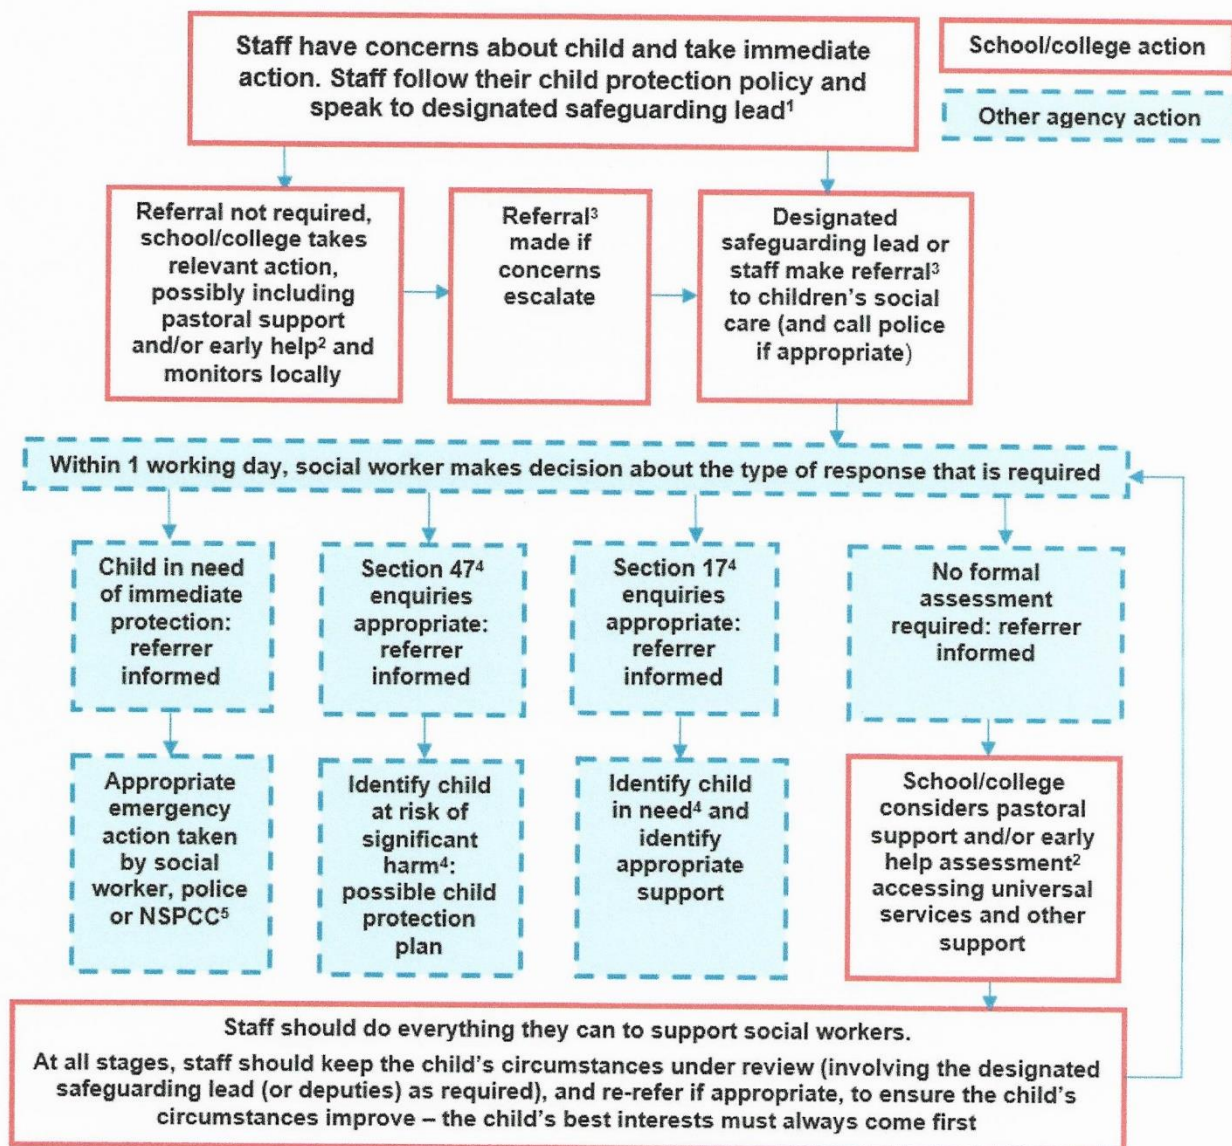 Staff have concerns about child and take immediate
action. Staff follow their child protection policy and
speak to designated safeguarding lead¹
School/college action
Other agency action
Referral not required,
school/college takes
relevant action,
possibly including
pastoral support
and/or early help² and
monitors locally
Referral³
made if
concerns
escalate
Designated
safeguarding lead or
staff make referral³
to children's social
care (and call police
if appropriate)
Within 1 working day, social worker makes decision about the type of response that is required
Child in need
of immediate
protection:
referrer
informed
Section 47⁴
enquiries
appropriate:
referrer
informed
Section 17⁴
enquiries
appropriate:
referrer
informed
No formal
assessment
required: referrer
informed
Appropriate
emergency
action taken
by social
worker, police
or NSPCC⁵
Identify child
at risk of
significant
harm⁴:
possible child
protection
plan
Identify child
in need⁴ and
identify
appropriate
support
School/college
considers pastoral
support and/or early
help assessment²
accessing universal
services and other
support
Staff should do everything they can to support social workers.
At all stages, staff should keep the child's circumstances under review (involving the designated
safeguarding lead (or deputies) as required), and re-refer if appropriate, to ensure the child's
circumstances improve – the child's best interests must always come first